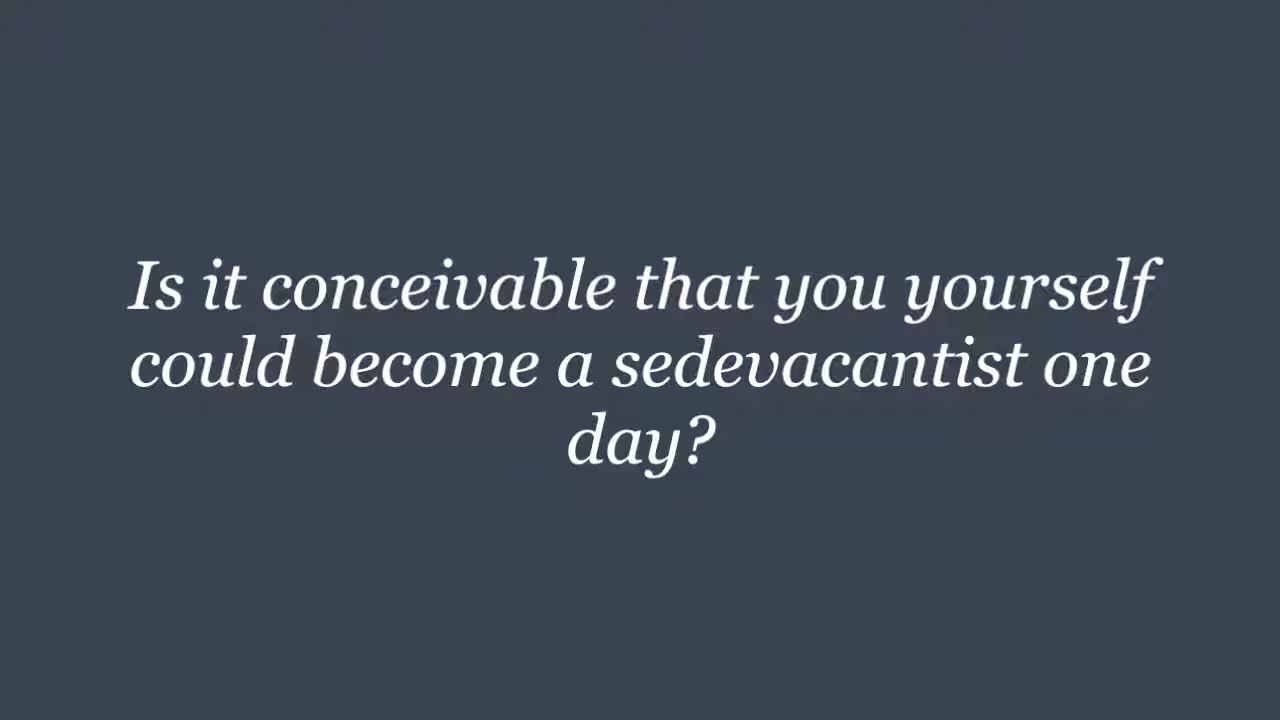 Is it conceivable that you yourself
could become a sedevacantist one
day?